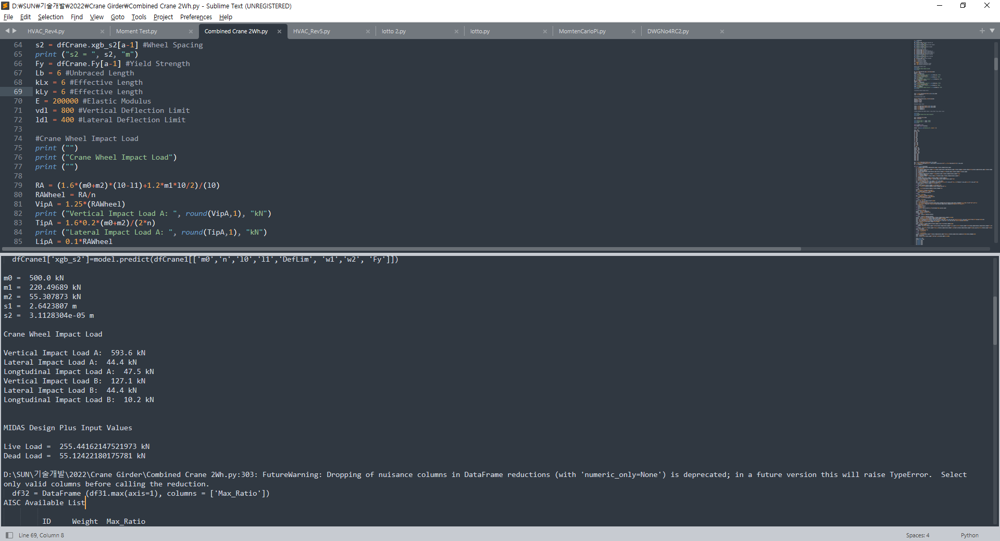 D:\SUN\기술개발\2022\Crane Girder\Combined Crane 2Wh.py - Sublime Text (UNREGISTERED)
File Edit Selection Find View Goto Tools Project Preferences Help
HVAC_Rev4.py Moment Test.py Combined Crane 2Wh.py HVAC_Rev5.py lotto 2.py lotto.py MomtenCarloPi.py DWGNo4RC2.py
64 s2 = dfCrane.xgb_s2[a-1] #Wheel Spacing
65 print ("s2 = ", s2, "m")
66 Fy = dfCrane.Fy[a-1] #Yield Strength
67 Lb = 6 #Unbraced Length
68 kLx = 6 #Effective Length
69 kLy = 6 #Effective Length
70 E = 200000 #Elastic Modulus
71 vdl = 800 #Vertical Deflection Limit
72 ldl = 400 #Lateral Deflection Limit
73
74 #Crane Wheel Impact Load
75 print ("")
76 print ("Crane Wheel Impact Load")
77 print ("")
78
79 RA = (1.6*(m0+m2)*(l0-l1)+1.2*m1*l0/2)/(l0)
80 RAWheel = RA/n
81 VipA = 1.25*(RAWheel)
82 print ("Vertical Impact Load A: ", round(VipA,1), "kN")
83 TipA = 1.6*0.2*(m0+m2)/(2*n)
84 print ("Lateral Impact Load A: ", round(TipA,1), "kN")
85 LipA = 0.1*RAWheel
dfCrane1['xgb_s2']=model.predict(dfCrane1[['m0','n','l0','l1','DefLim', 'w1','w2', 'Fy']])
m0 =  500.0 kN
m1 =  220.49689 kN
m2 =  55.307873 kN
s1 =  2.6423807 m
s2 =  3.1128304e-05 m
Crane Wheel Impact Load
Vertical Impact Load A:  593.6 kN
Lateral Impact Load A:  44.4 kN
Longtudinal Impact Load A:  47.5 kN
Vertical Impact Load B:  127.1 kN
Lateral Impact Load B:  44.4 kN
Longtudinal Impact Load B:  10.2 kN
MIDAS Design Plus Input Values
Live Load =  255.44162147521973 kN
Dead Load =  55.12422180175781 kN
D:\SUN\기술개발\2022\Crane Girder\Combined Crane 2Wh.py:303: FutureWarning: Dropping of nuisance columns in DataFrame reductions (with 'numeric_only=None') is deprecated; in a future version this will raise TypeError.  Select
only valid columns before calling the reduction.
df32 = DataFrame (df31.max(axis=1), columns = ['Max_Ratio'])
AISC Available List
ID Weight Max_Ratio
Line 69, Column 8 Spaces: 4 Python